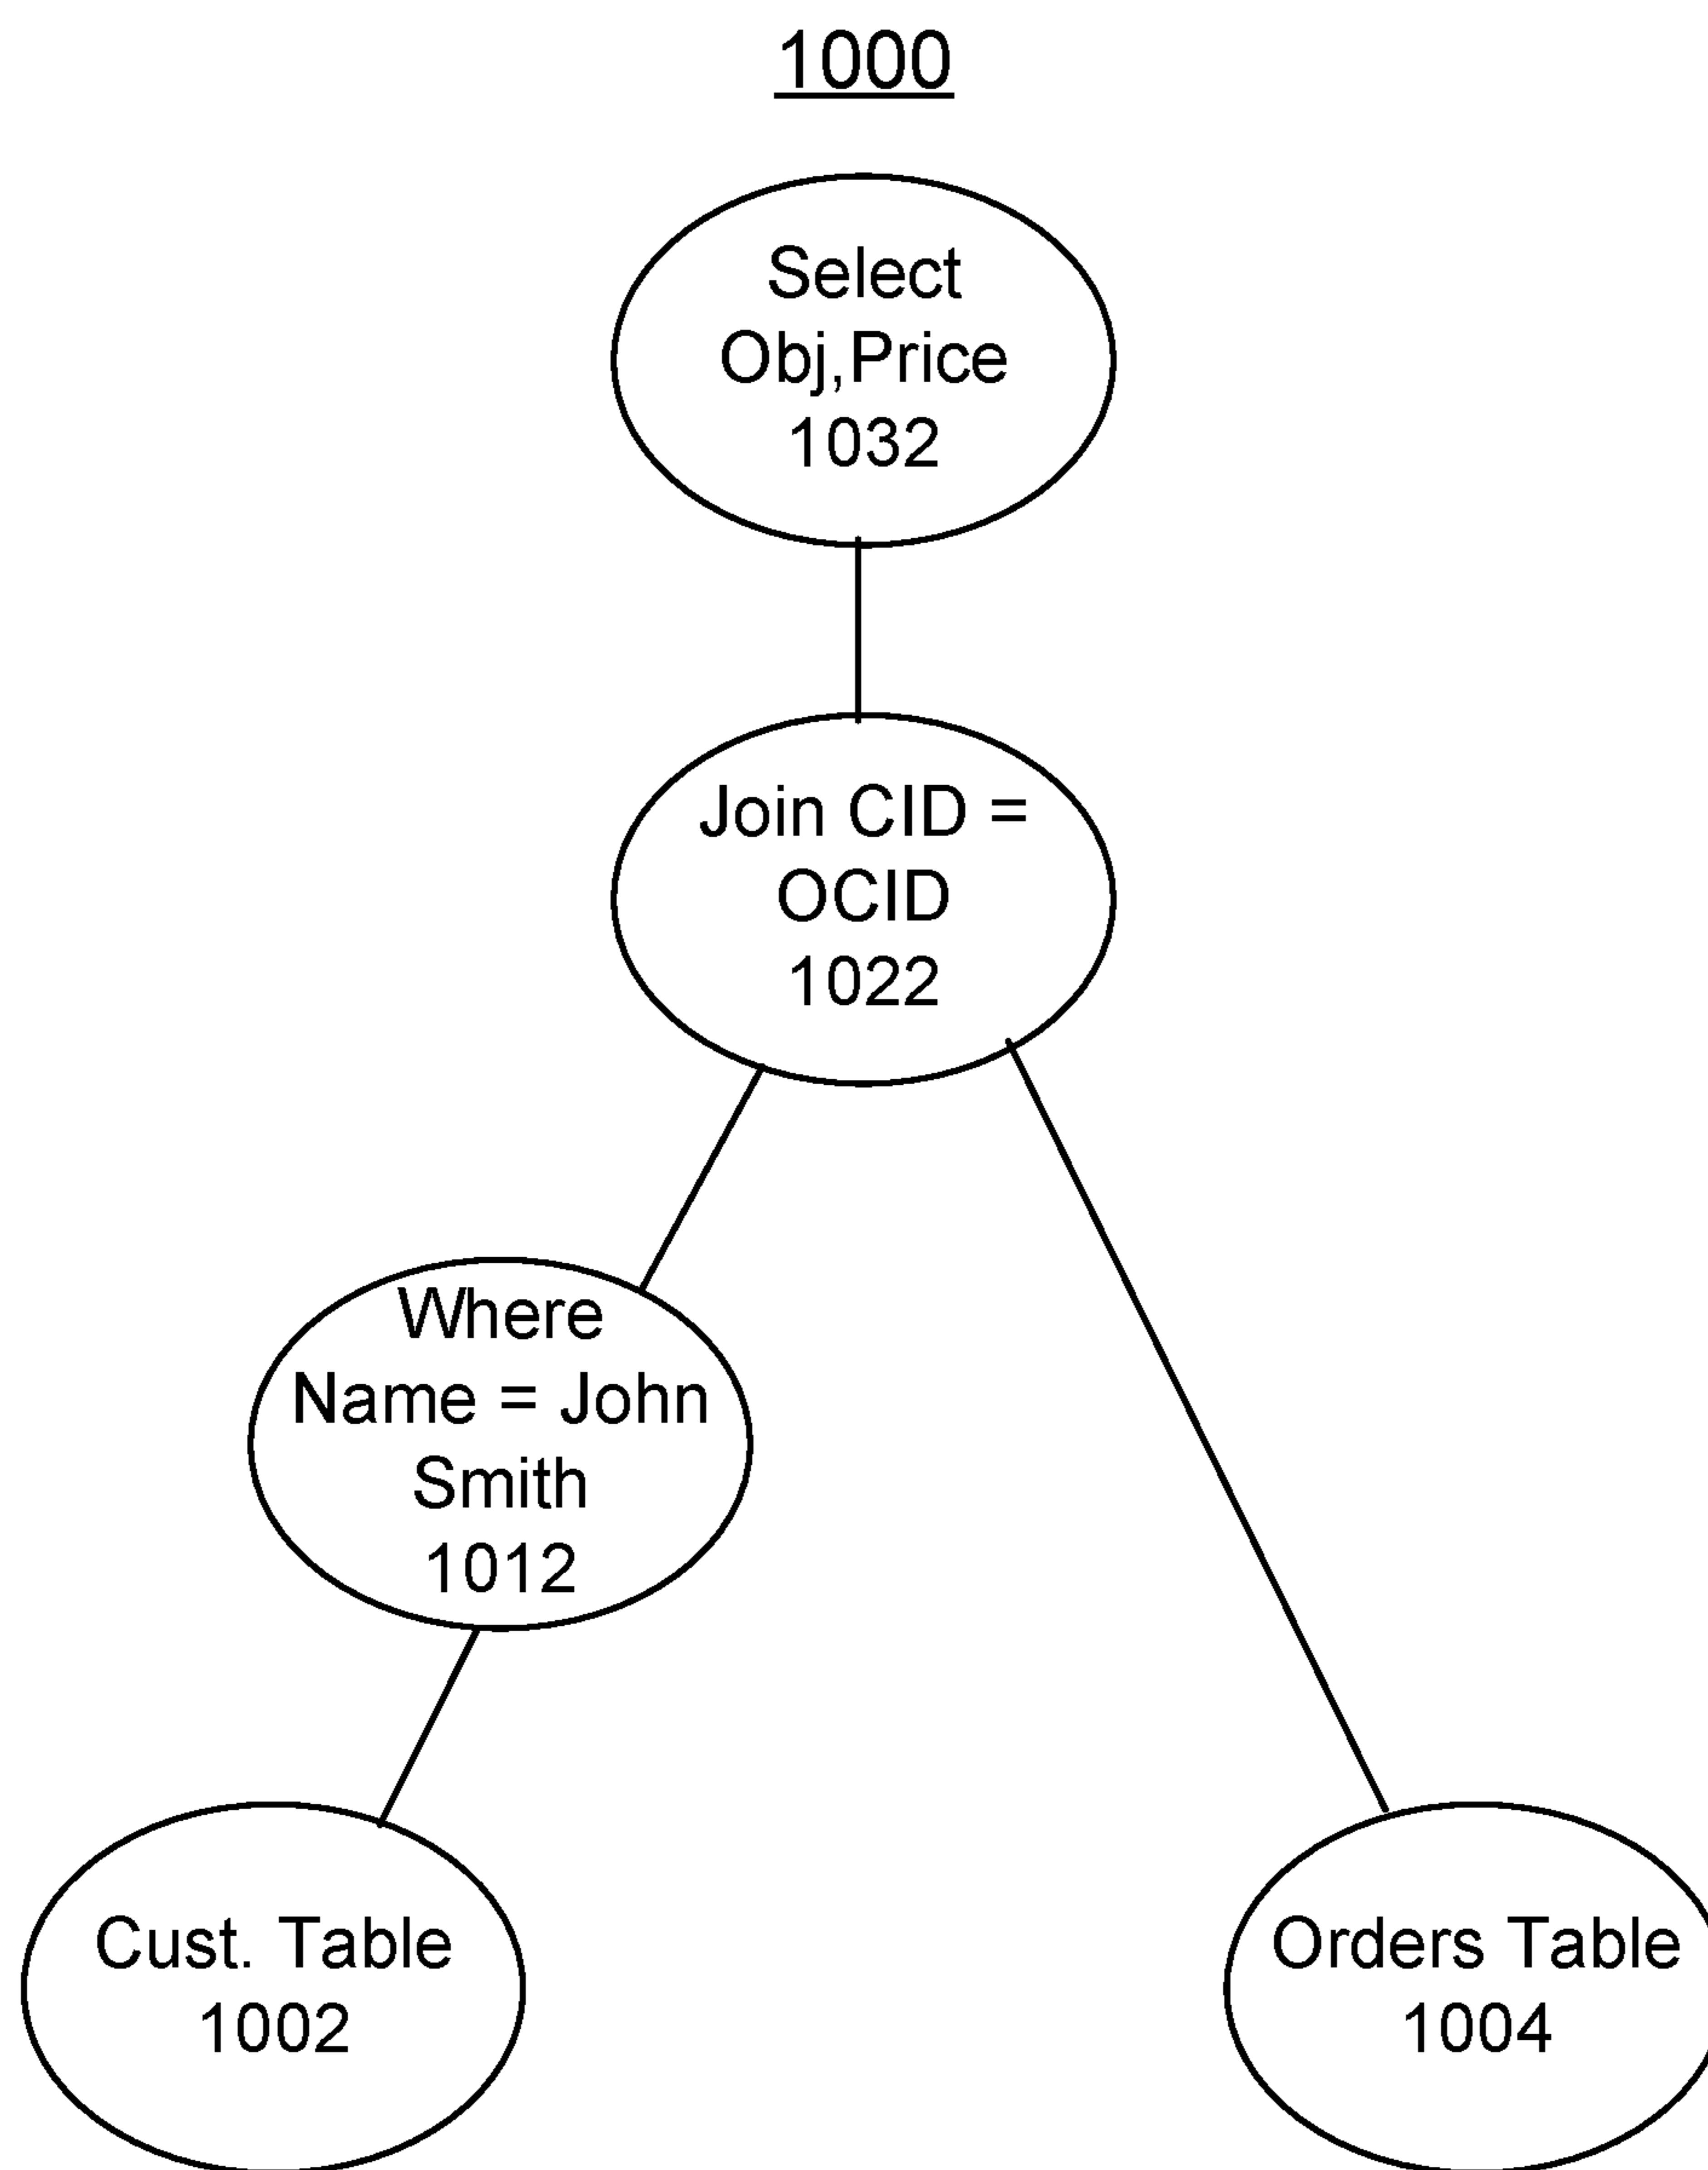 1000
Select
Obj,Price
1032
Join CID =
OCID
1022
Where
Name = John
Smith
1012
Cust. Table
1002
Orders Table
1004